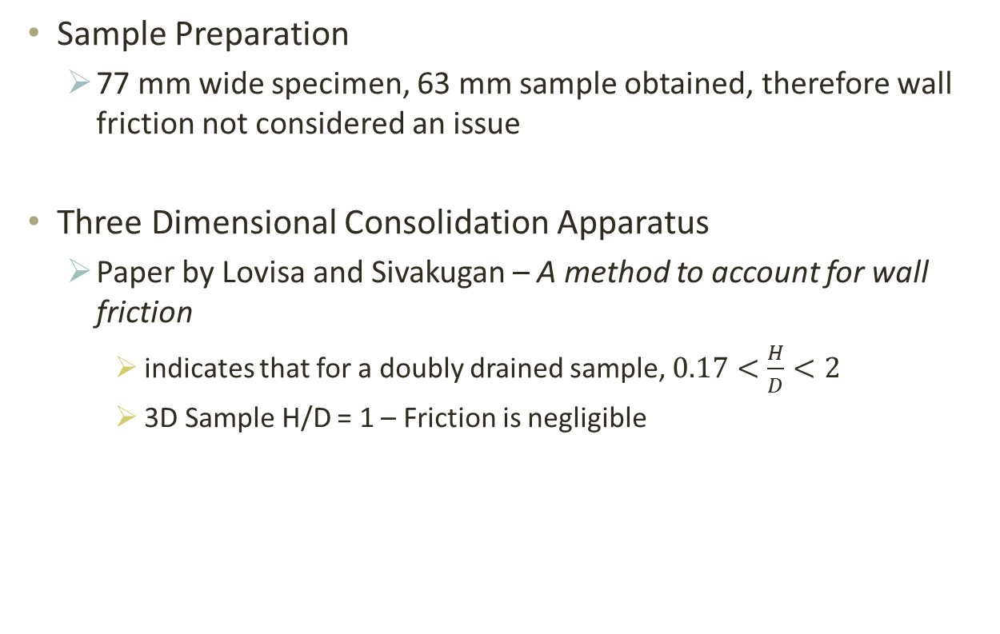 • Sample Preparation
➢ 77 mm wide specimen, 63 mm sample obtained, therefore wall
friction not considered an issue
• Three Dimensional Consolidation Apparatus
➢ Paper by Lovisa and Sivakugan – A method to account for wall
friction
➢ indicates that for a doubly drained sample, 0.17 < H/D < 2
➢ 3D Sample H/D = 1 – Friction is negligible